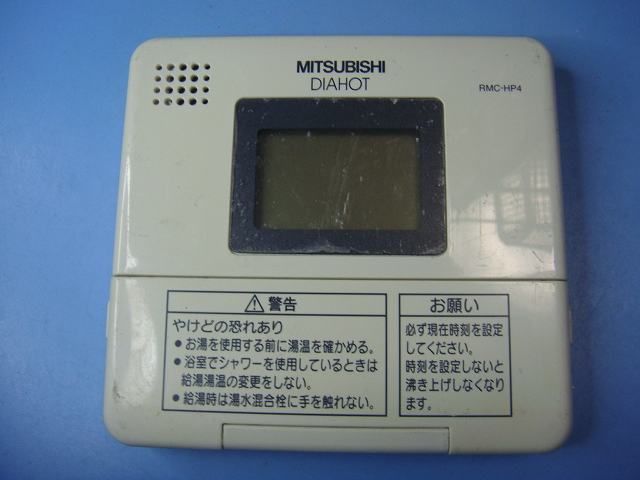 MITSUBISHI
DIAHOT
RMC-HP4
⚠警告
やけどの恐れあり
●お湯を使用する前に湯温を確かめる。
●浴室でシャワーを使用しているときは
給湯湯温の変更をしない。
●給湯時は湯水混合栓に手を触れない。
お願い
必ず現在時刻を設定
してください。
時刻を設定しないと
沸き上げしなくなり
ます。